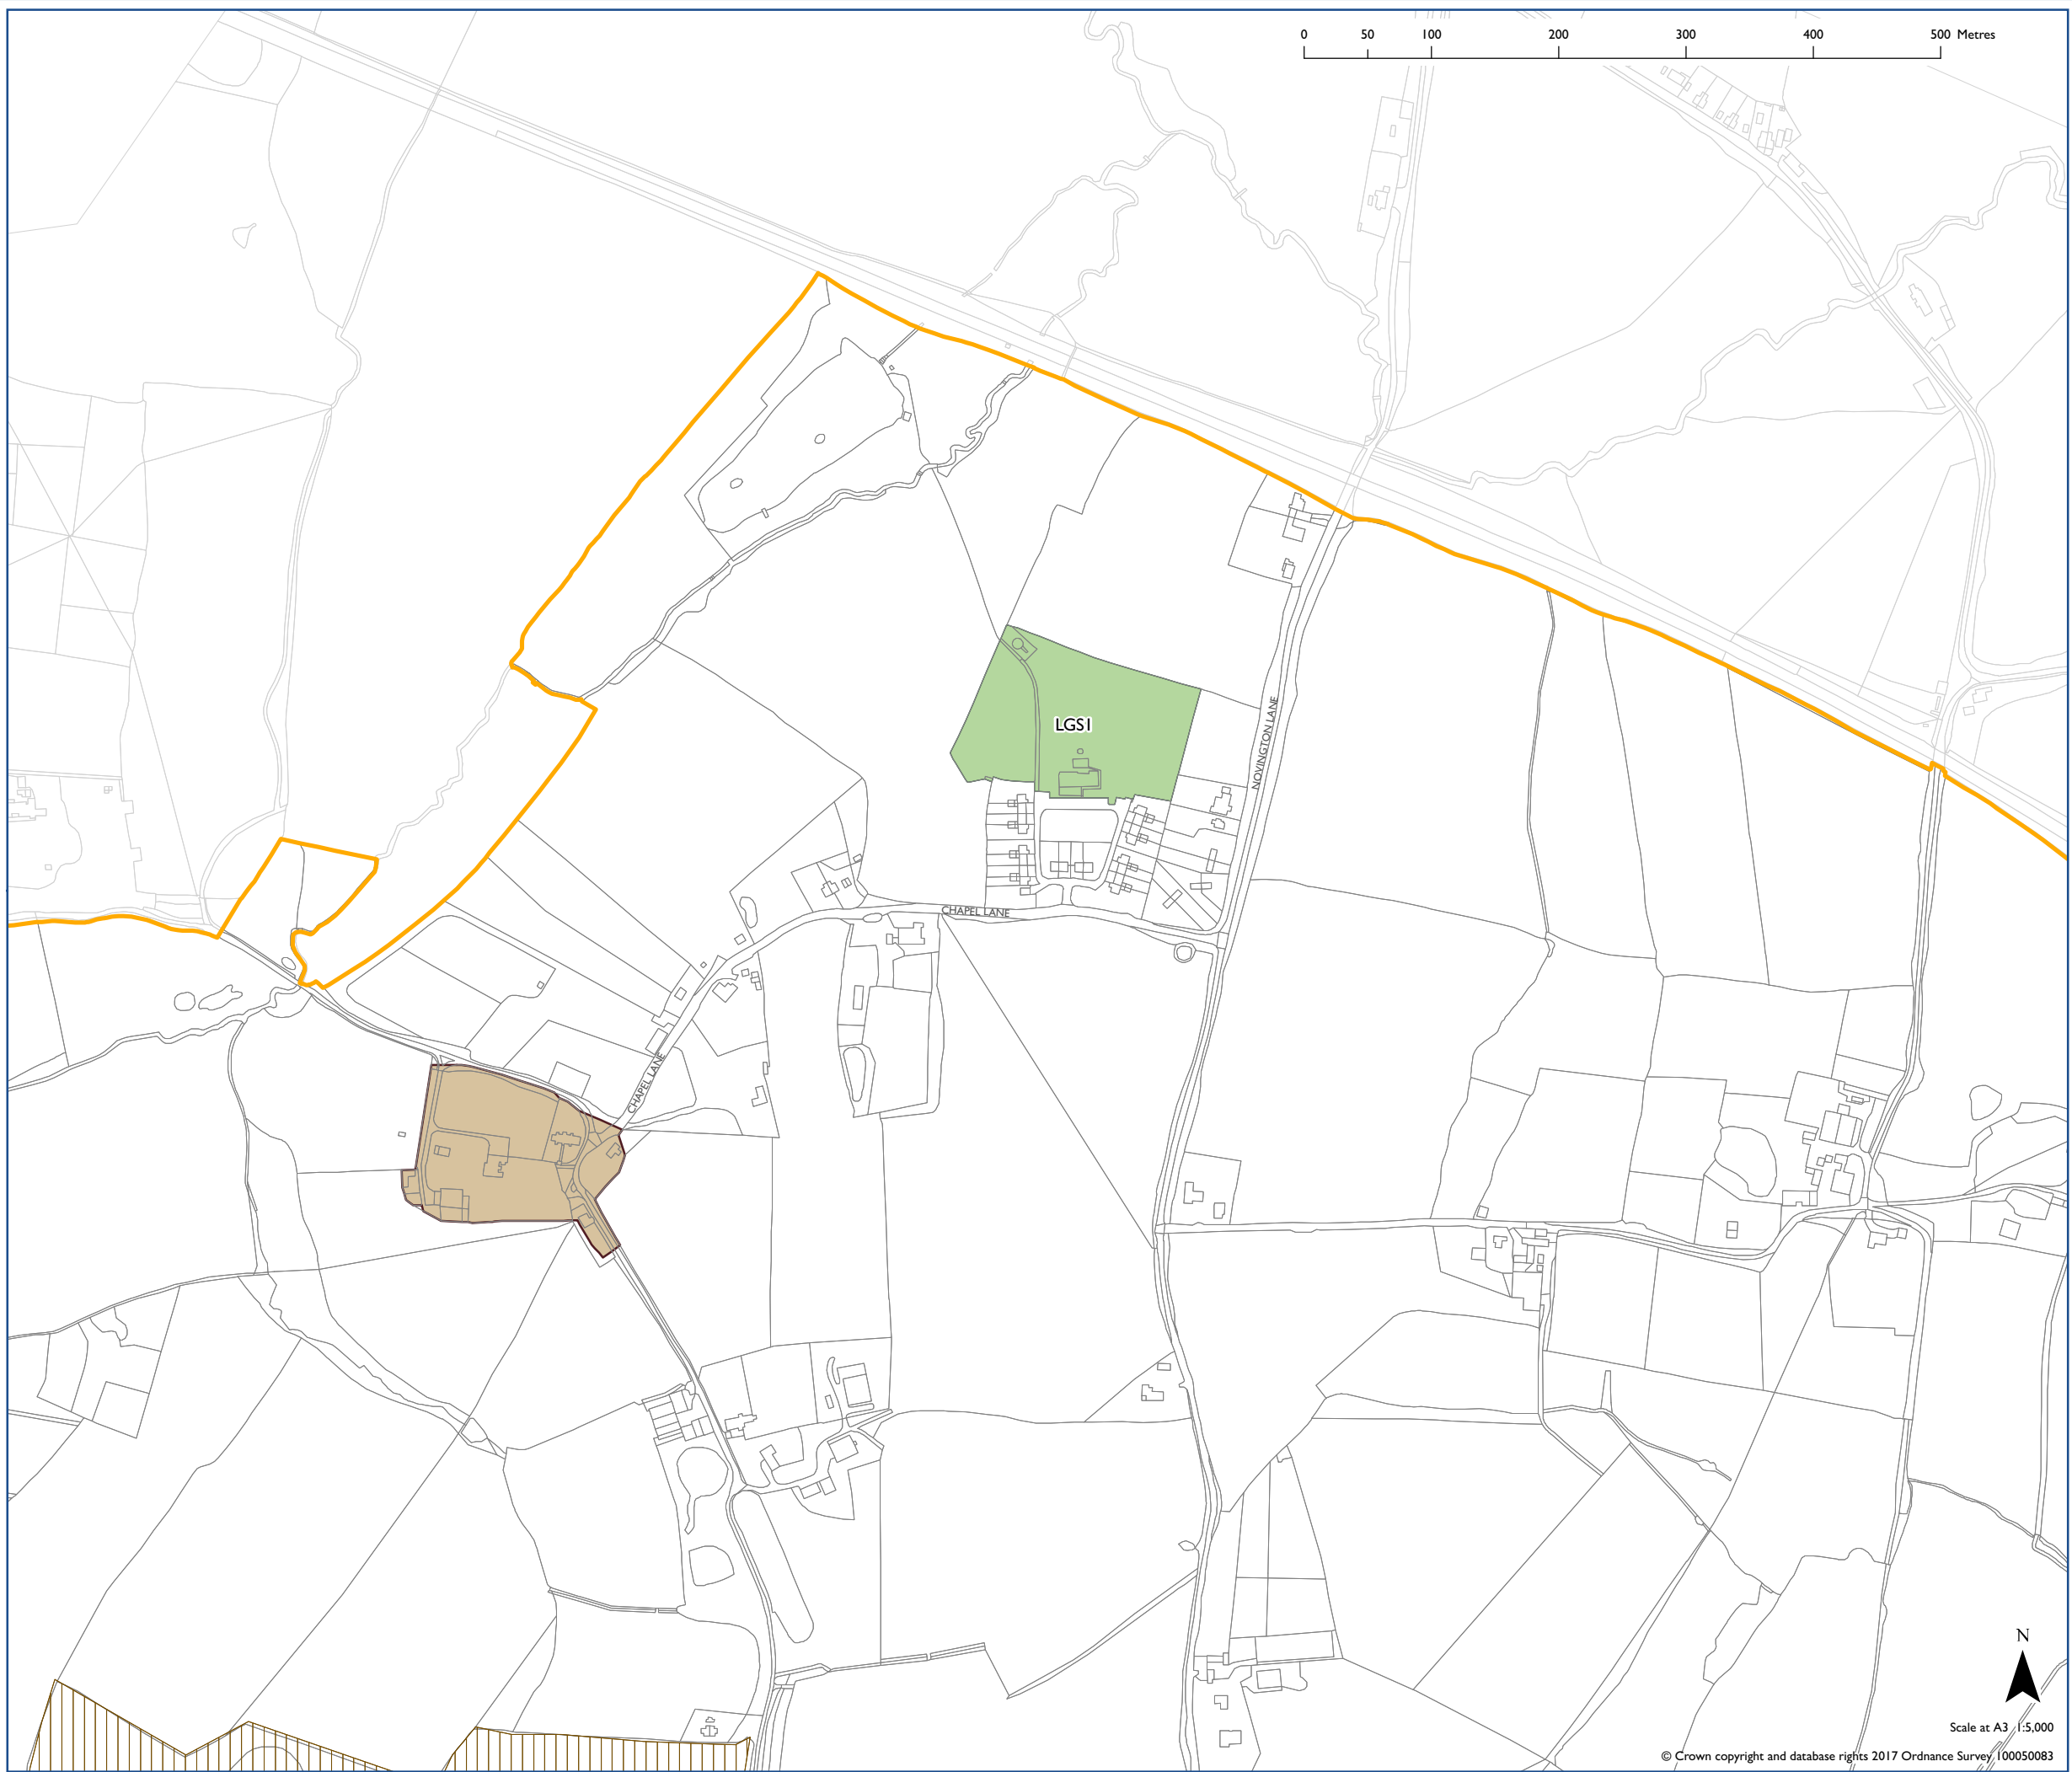 0 50 100 200 300 400 500 Metres
LGS1
NOVINGTON LANE
CHAPEL LANE
CHAPEL LANE
N
Scale at A3 1:5,000
© Crown copyright and database rights 2017 Ordnance Survey 100050083